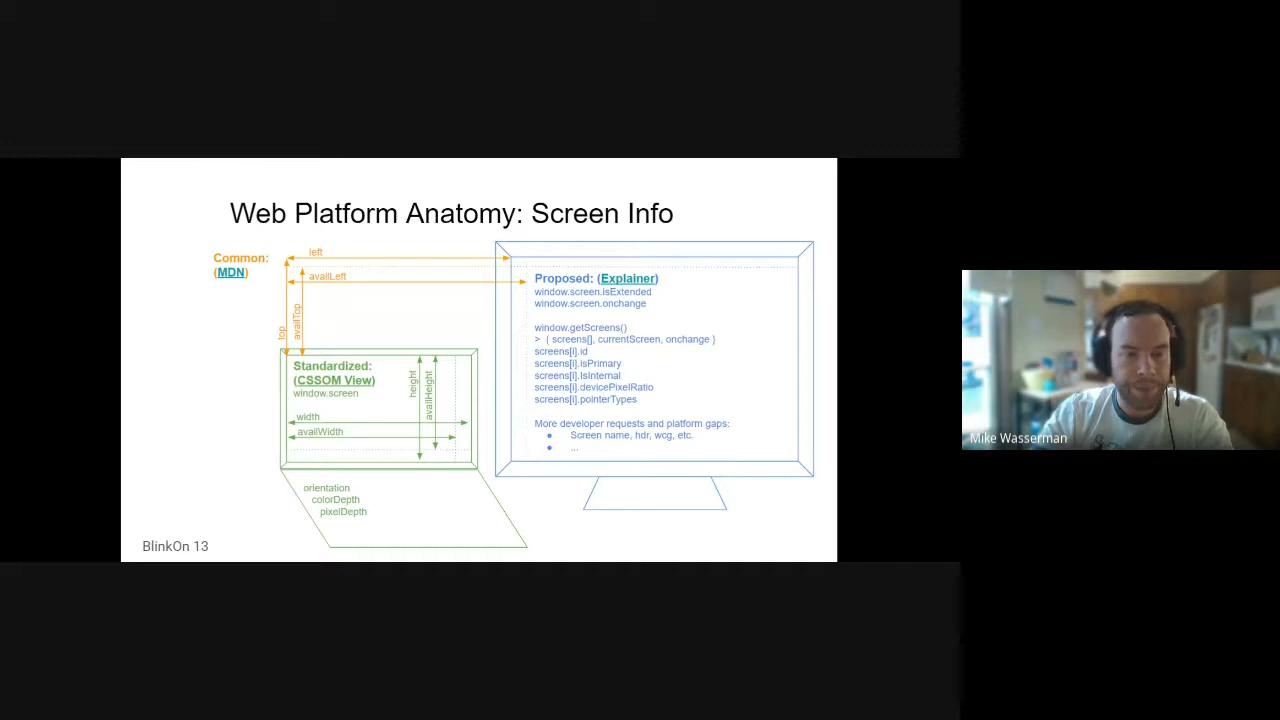 Web Platform Anatomy: Screen Info
Common:
(MDN)
left
availLeft
top
availTop
Standardized:
(CSSOM View)
window.screen
width
availWidth
height
availHeight
orientation
colorDepth
pixelDepth
Proposed: (Explainer)
window.screen.isExtended
window.screen.onchange
window.getScreens()
> { screens[], currentScreen, onchange }
screens[i].id
screens[i].isPrimary
screens[i].IsInternal
screens[i].devicePixelRatio
screens[i].pointerTypes
More developer requests and platform gaps:
● Screen name, hdr, wcg, etc.
● ...
BlinkOn 13
Mike Wasserman